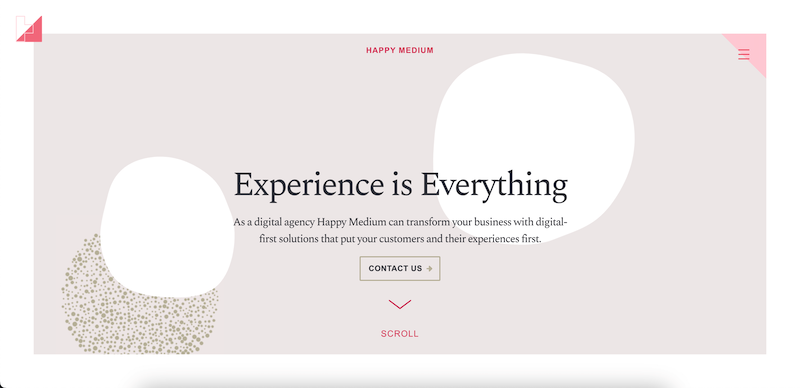 HAPPY MEDIUM
Experience is Everything
As a digital agency Happy Medium can transform your business with digital-
first solutions that put your customers and their experiences first.
CONTACT US →
SCROLL